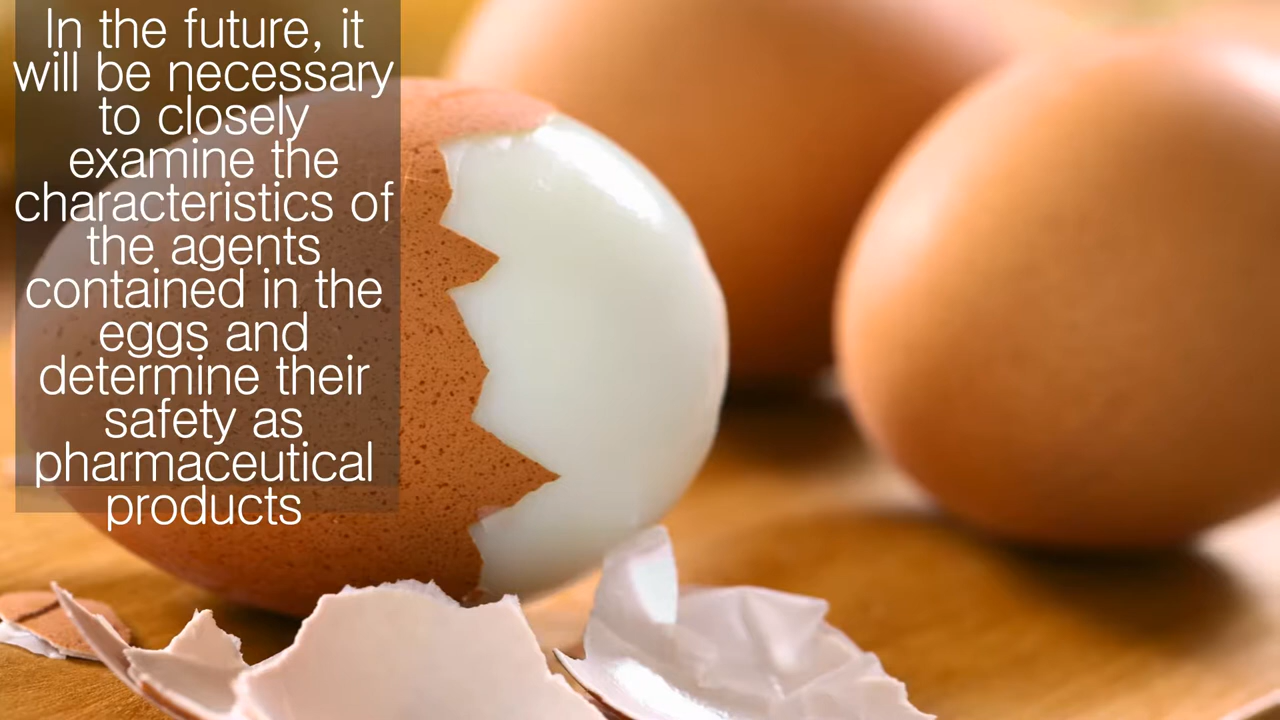 In the future, it
will be necessary
to closely
examine the
characteristics of
the agents
contained in the
eggs and
determine their
safety as
pharmaceutical
products